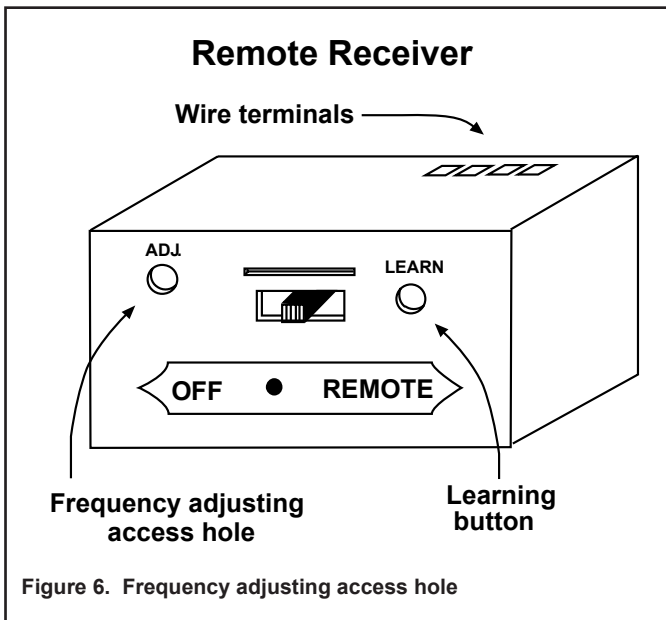 Remote Receiver
Wire terminals
ADJ.
LEARN
OFF ● REMOTE
Frequency adjusting
access hole
Learning
button
Figure 6. Frequency adjusting access hole